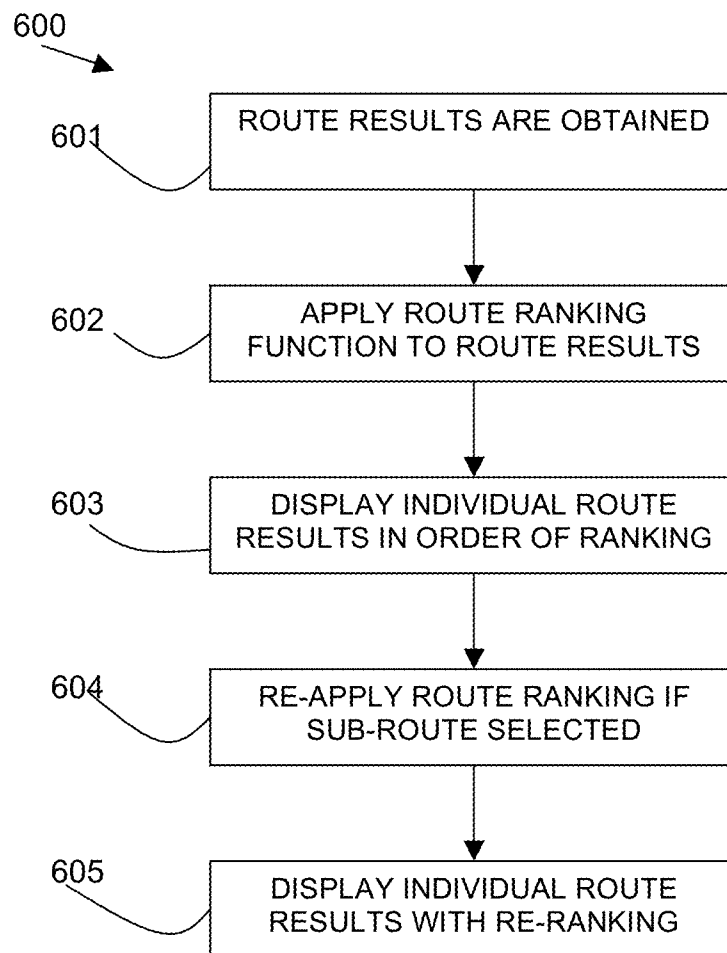 600
601
ROUTE RESULTS ARE OBTAINED
602
APPLY ROUTE RANKING
FUNCTION TO ROUTE RESULTS
603
DISPLAY INDIVIDUAL ROUTE
RESULTS IN ORDER OF RANKING
604
RE-APPLY ROUTE RANKING IF
SUB-ROUTE SELECTED
605
DISPLAY INDIVIDUAL ROUTE
RESULTS WITH RE-RANKING